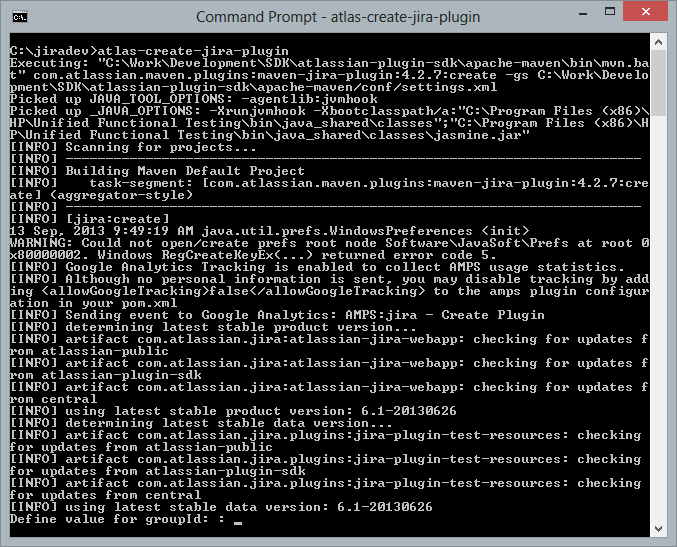 Command Prompt - atlas-create-jira-plugin
C:\jiradev>atlas-create-jira-plugin
Executing: "C:\Work\Development\SDK\atlassian-plugin-sdk\apache-maven\bin\mvn.ba
t" com.atlassian.maven.plugins:maven-jira-plugin:4.2.7:create -gs C:\Work\Develo
pment\SDK\atlassian-plugin-sdk\apache-maven/conf/settings.xml
Picked up JAVA_TOOL_OPTIONS: -agentlib:jvmhook
Picked up _JAVA_OPTIONS: -Xrunjvmhook -Xbootclasspath/a:"C:\Program Files (x86)\
HP\Unified Functional Testing\bin\java_shared\classes";"C:\Program Files (x86)\H
P\Unified Functional Testing\bin\java_shared\classes\jasmine.jar"
[INFO] Scanning for projects...
[INFO] ------------------------------------------------------------------------
[INFO] Building Maven Default Project
[INFO]    task-segment: [com.atlassian.maven.plugins:maven-jira-plugin:4.2.7:cre
ate] (aggregator-style)
[INFO] ------------------------------------------------------------------------
[INFO] [jira:create]
13 Sep, 2013 9:49:19 AM java.util.prefs.WindowsPreferences <init>
WARNING: Could not open/create prefs root node Software\JavaSoft\Prefs at root 0
x80000002. Windows RegCreateKeyEx(...) returned error code 5.
[INFO] Google Analytics Tracking is enabled to collect AMPS usage statistics.
[INFO] Although no personal information is sent, you may disable tracking by add
ing <allowGoogleTracking>false</allowGoogleTracking> to the amps plugin configur
ation in your pom.xml
[INFO] Sending event to Google Analytics: AMPS:jira - Create Plugin
[INFO] determining latest stable product version...
[INFO] artifact com.atlassian.jira:atlassian-jira-webapp: checking for updates f
rom atlassian-public
[INFO] artifact com.atlassian.jira:atlassian-jira-webapp: checking for updates f
rom atlassian-plugin-sdk
[INFO] artifact com.atlassian.jira:atlassian-jira-webapp: checking for updates f
rom central
[INFO] using latest stable product version: 6.1-20130626
[INFO] determining latest stable data version...
[INFO] artifact com.atlassian.jira.plugins:jira-plugin-test-resources: checking
for updates from atlassian-public
[INFO] artifact com.atlassian.jira.plugins:jira-plugin-test-resources: checking
for updates from atlassian-plugin-sdk
[INFO] artifact com.atlassian.jira.plugins:jira-plugin-test-resources: checking
for updates from central
[INFO] using latest stable data version: 6.1-20130626
Define value for groupId: : _